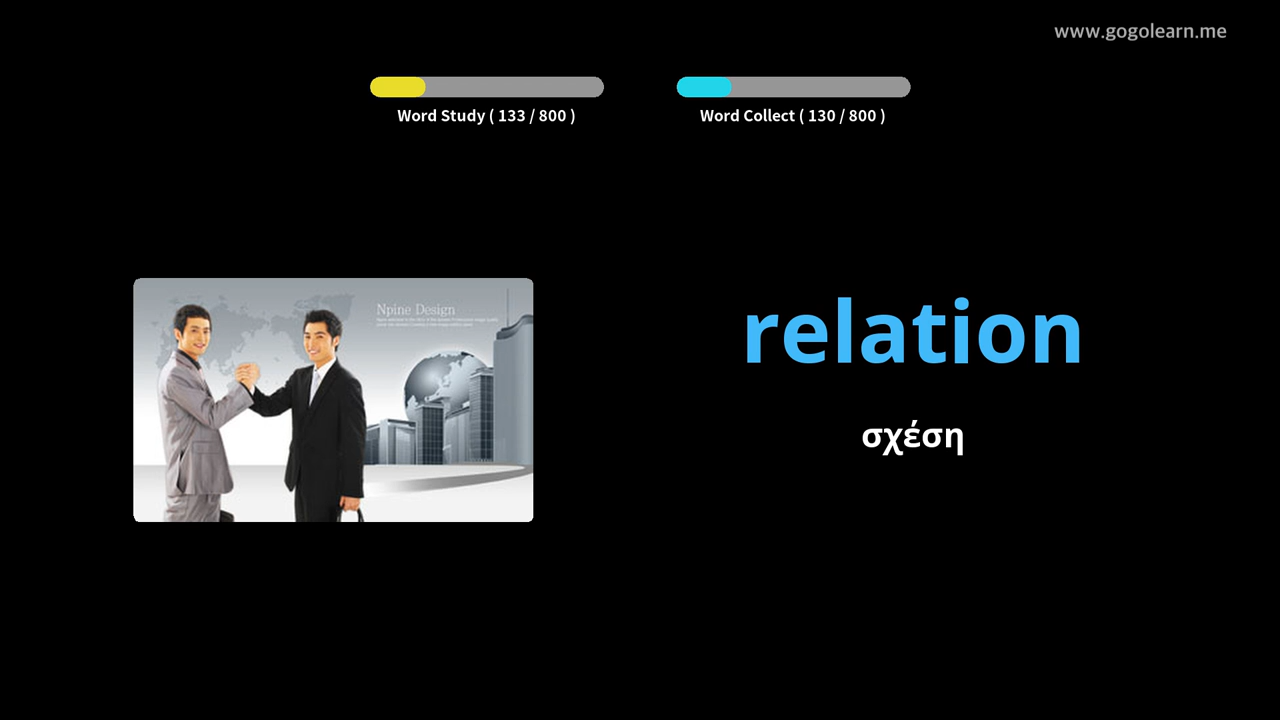 www.gogolearn.me
Word Study ( 133 / 800 )
Word Collect ( 130 / 800 )
Npine Design
relation
σχέση